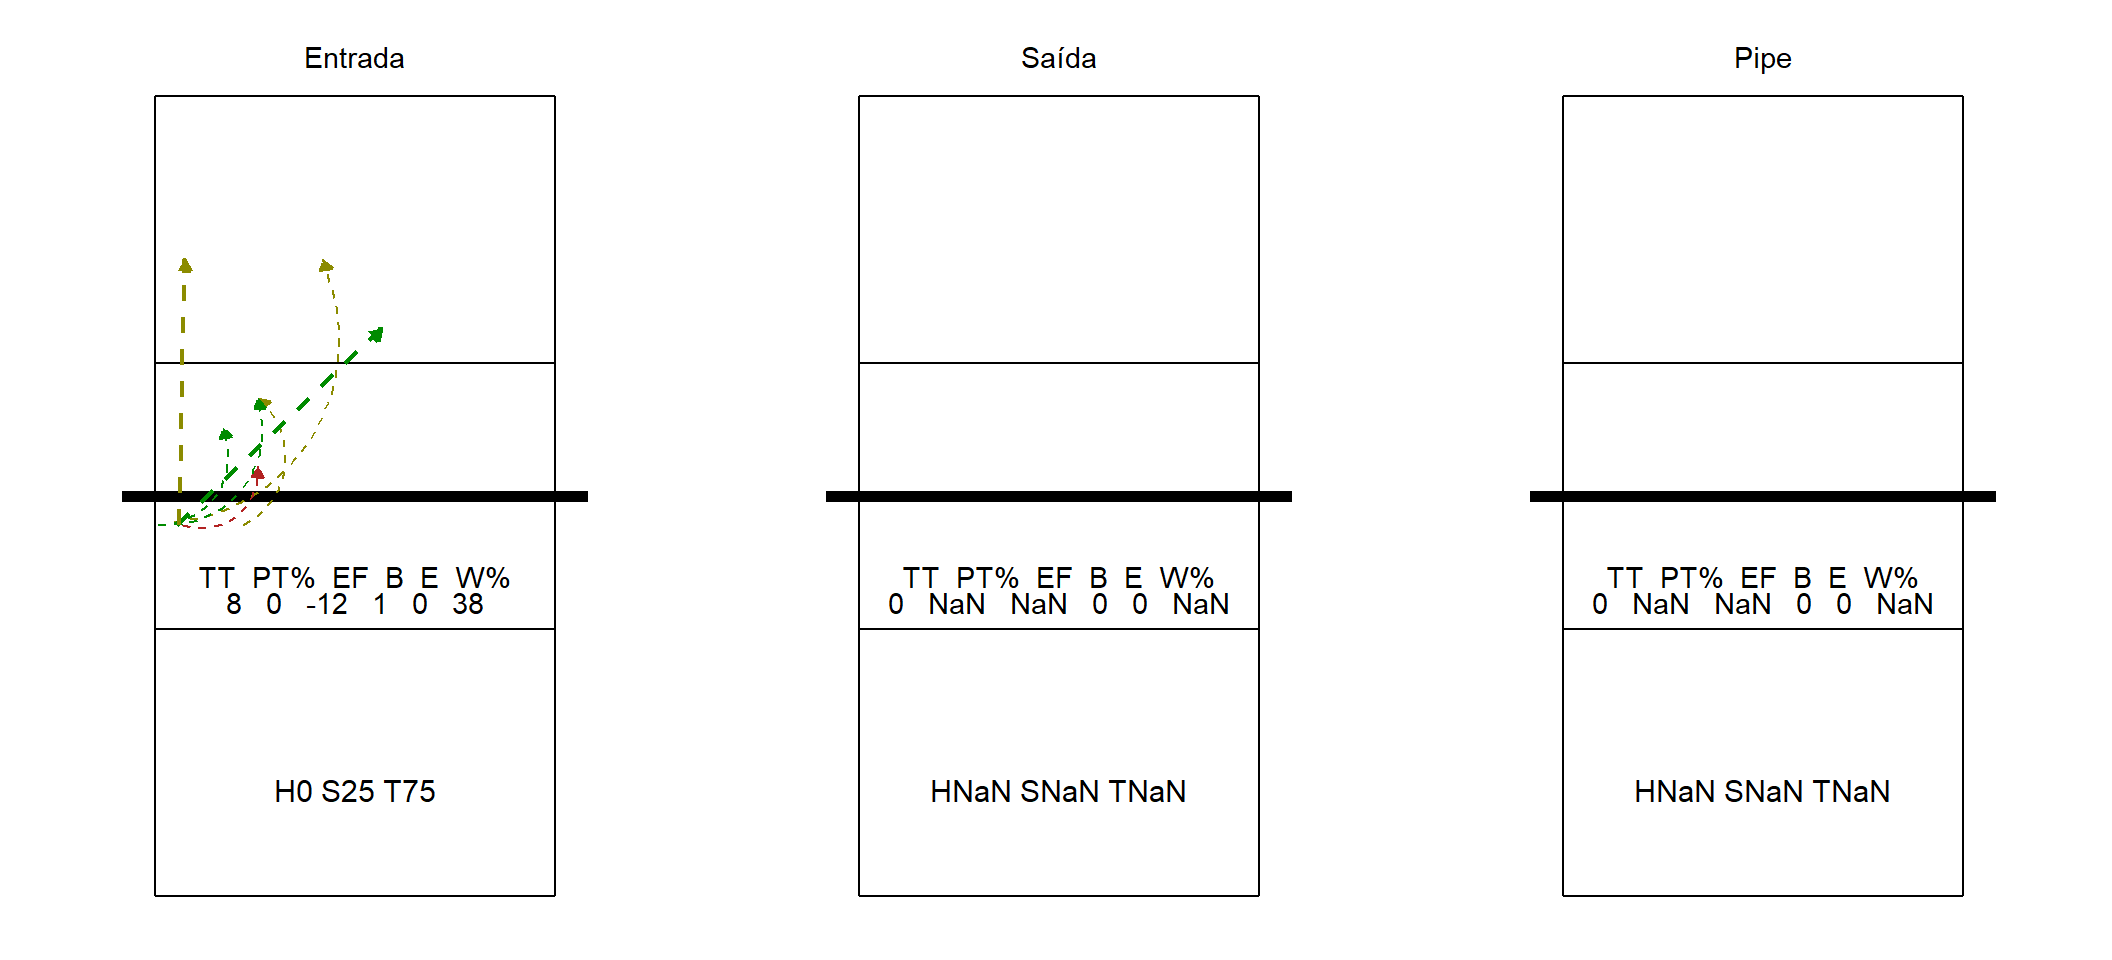 Entrada
TT PT% EF B E W%
8 0 -12 1 0 38
H0 S25 T75
Saída
TT PT% EF B E W%
0 NaN NaN 0 0 NaN
HNaN SNaN TNaN
Pipe
TT PT% EF B E W%
0 NaN NaN 0 0 NaN
HNaN SNaN TNaN